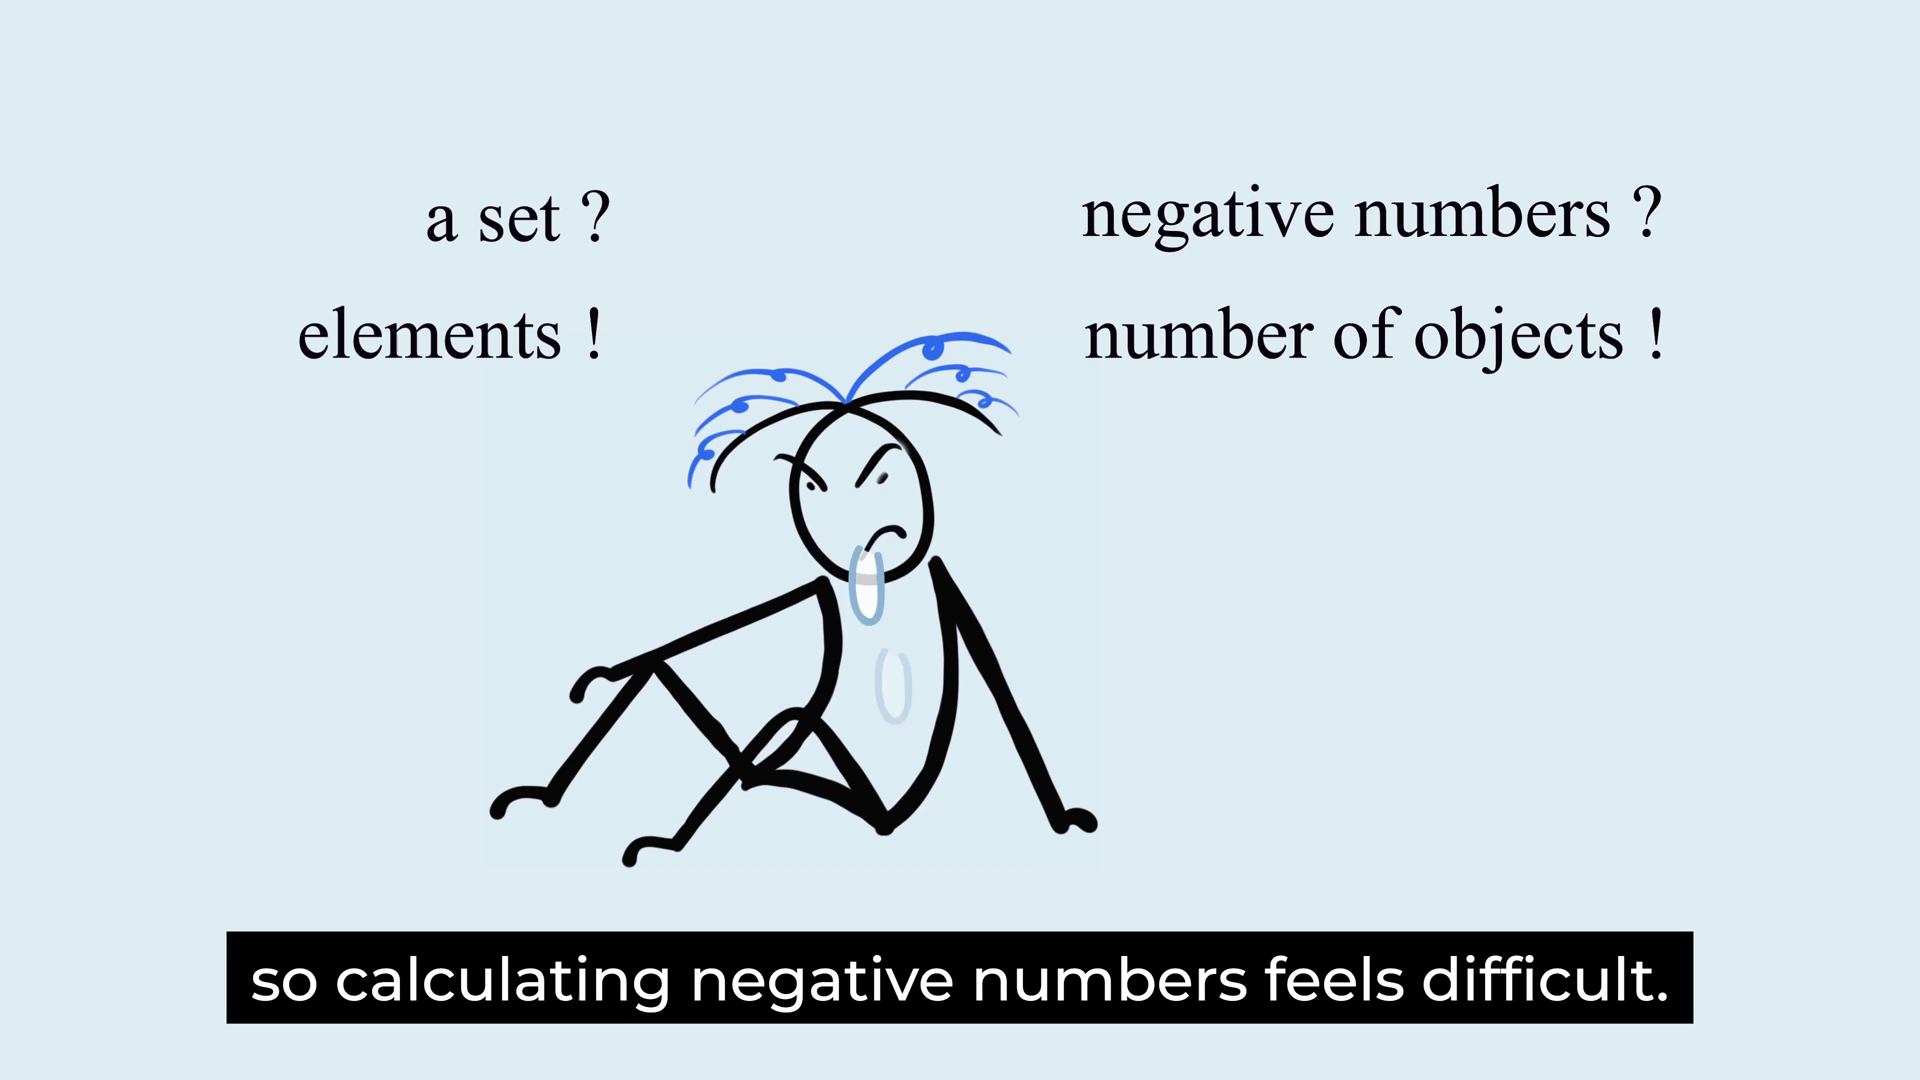 a set ?
elements !
negative numbers ?
number of objects !
so calculating negative numbers feels difficult.